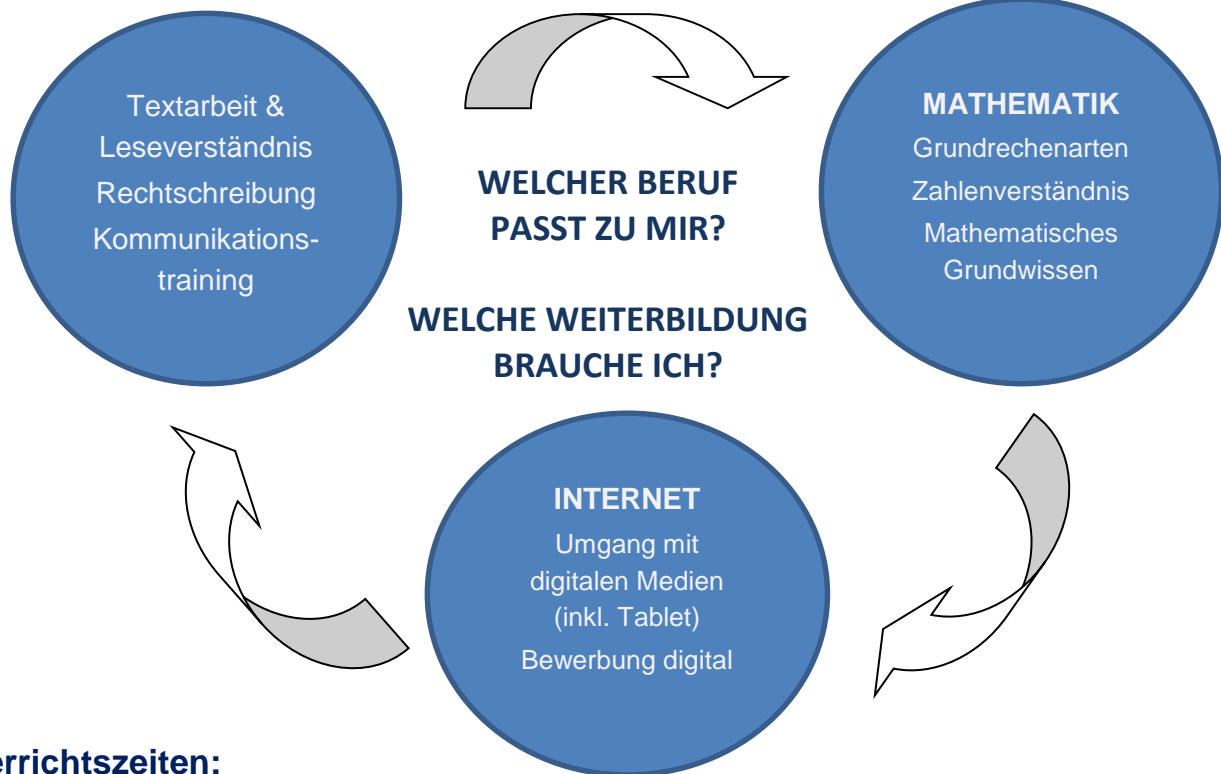 Textarbeit &
Leseverständnis
Rechtschreibung
Kommunikations-
training
WELCHER BERUF
PASST ZU MIR?
WELCHE WEITERBILDUNG
BRAUCHE ICH?
MATHEMATIK
Grundrechenarten
Zahlenverständnis
Mathematisches
Grundwissen
INTERNET
Umgang mit
digitalen Medien
(inkl. Tablet)
Bewerbung digital
errichtszeiten: